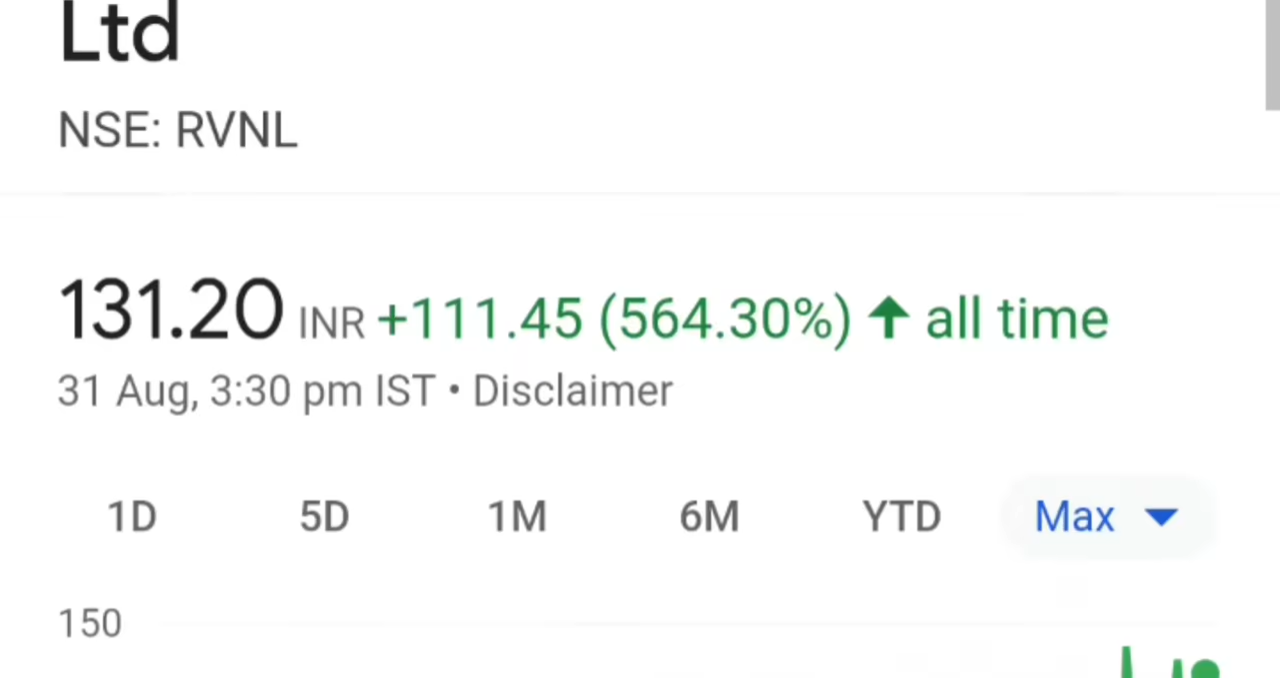 Ltd
NSE: RVNL
131.20 INR +111.45 (564.30%) ↑ all time
31 Aug, 3:30 pm IST • Disclaimer
1D 5D 1M 6M YTD Max
150